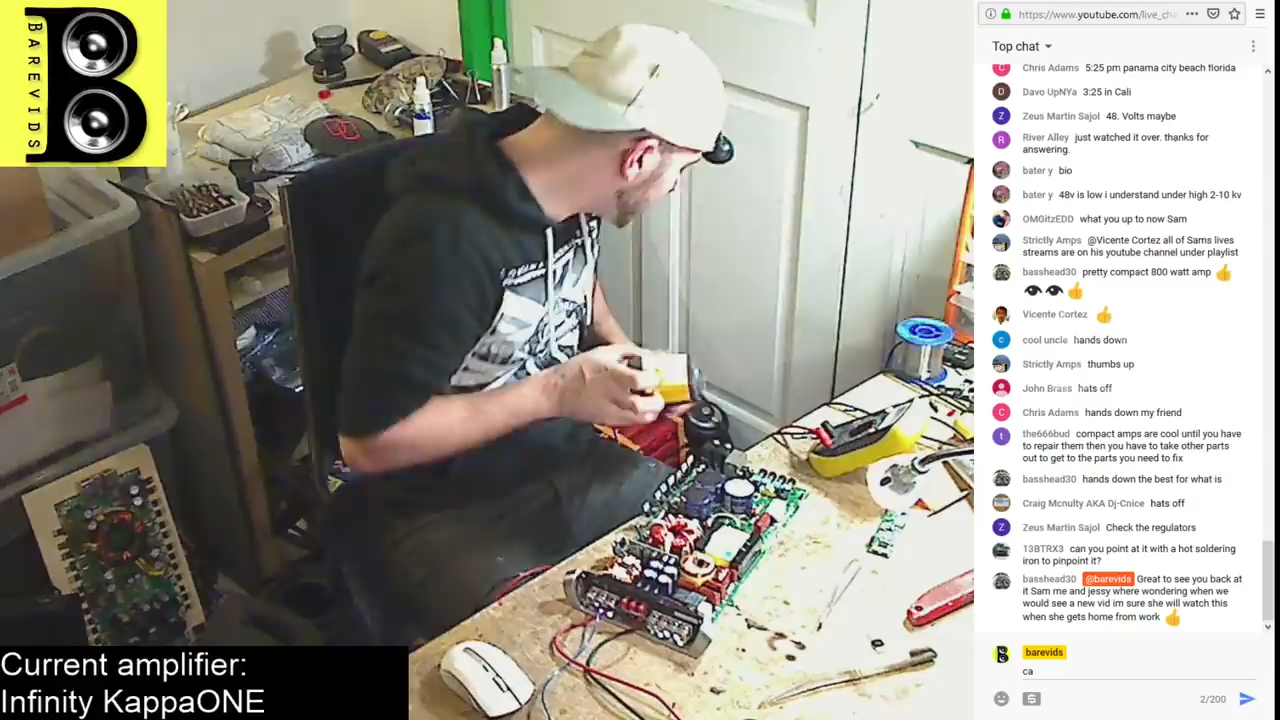 BAREVIDS
https://www.youtube.com/live_cha
Top chat
Chris Adams 5:25 pm panama city beach florida
Davo UpNYa 3:25 in Cali
Zeus Martin Sajol 48. Volts maybe
River Alley just watched it over. thanks for
answering.
bater y bio
bater y 48v is low i understand under high 2-10 kv
OMGitzEDD what you up to now Sam
Strictly Amps @Vicente Cortez all of Sams lives
streams are on his youtube channel under playlist
basshead30 pretty compact 800 watt amp 👍
👁👁👍
Vicente Cortez 👍
cool uncle hands down
Strictly Amps thumbs up
John Brass hats off
Chris Adams hands down my friend
the666bud compact amps are cool until you have
to repair them then you have to take other parts
out to get to the parts you need to fix
basshead30 hands down the best for what is
Craig Mcnulty AKA Dj-Cnice hats off
Zeus Martin Sajol Check the regulators
13BTRX3 can you point at it with a hot soldering
iron to pinpoint it?
basshead30 @barevids Great to see you back at
it Sam me and jessy where wondering when we
would see a new vid im sure she will watch this
when she gets home from work 👍
barevids
ca
2/200
Current amplifier:
Infinity KappaONE